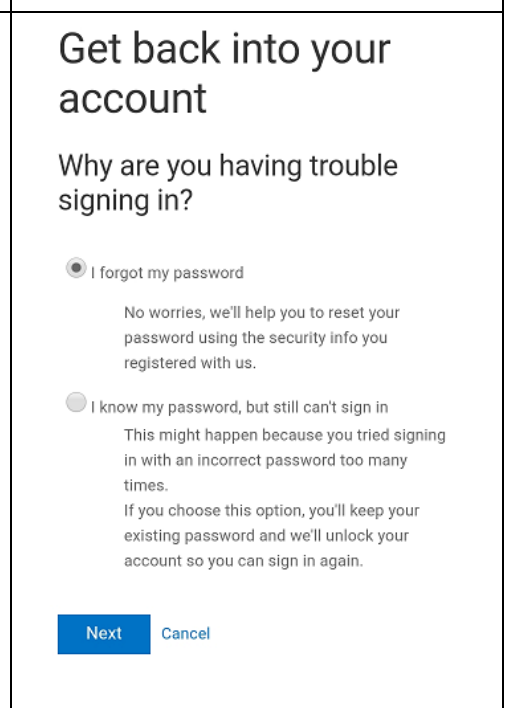 Get back into your
account
Why are you having trouble
signing in?
I forgot my password
No worries, we'll help you to reset your
password using the security info you
registered with us.
I know my password, but still can't sign in
This might happen because you tried signing
in with an incorrect password too many
times.
If you choose this option, you'll keep your
existing password and we'll unlock your
account so you can sign in again.
Next Cancel